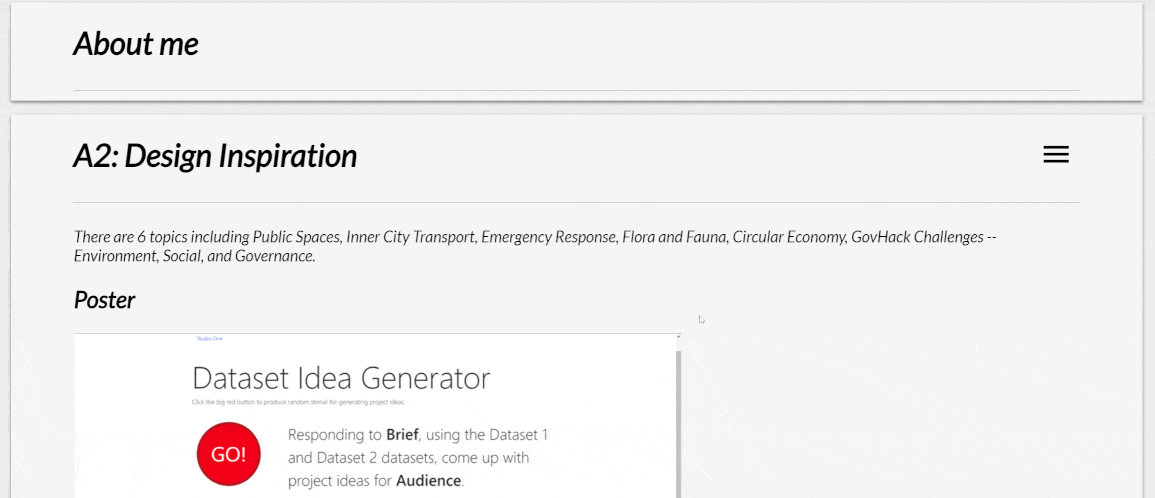 About me
A2: Design Inspiration
There are 6 topics including Public Spaces, Inner City Transport, Emergency Response, Flora and Fauna, Circular Economy, GovHack Challenges --
Environment, Social, and Governance.
Poster
Studio One
Dataset Idea Generator
Click the big red button to produce random stimuli for generating project ideas.
GO!
Responding to Brief, using the Dataset 1
and Dataset 2 datasets, come up with
project ideas for Audience.